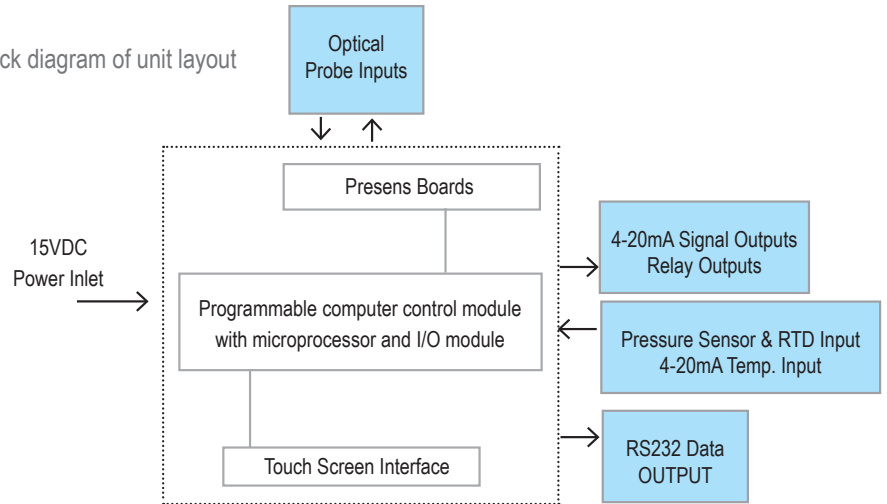 ck diagram of unit layout
Optical
Probe Inputs
Presens Boards
15VDC
Power Inlet
4-20mA Signal Outputs
Relay Outputs
Programmable computer control module
with microprocessor and I/O module
Pressure Sensor & RTD Input
4-20mA Temp. Input
Touch Screen Interface
RS232 Data
OUTPUT